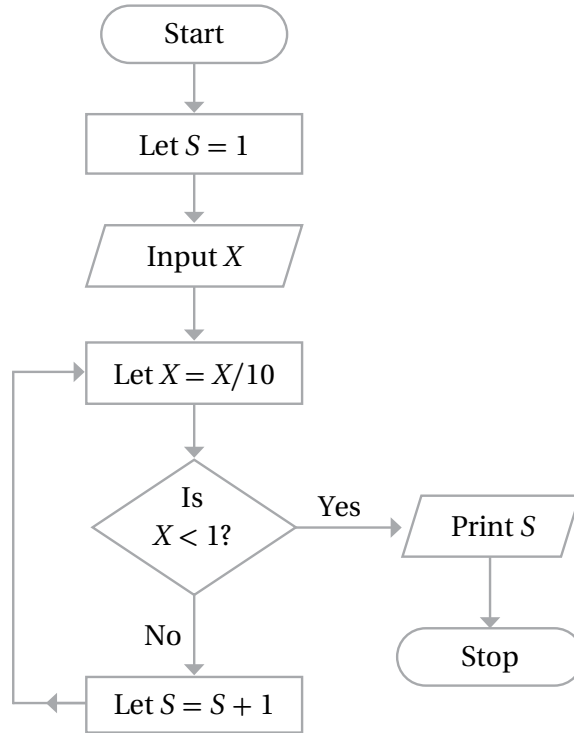 Start
Let S = 1
Input X
Let X = X/10
Is
X < 1?
Yes
Print S
No
Stop
Let S = S + 1